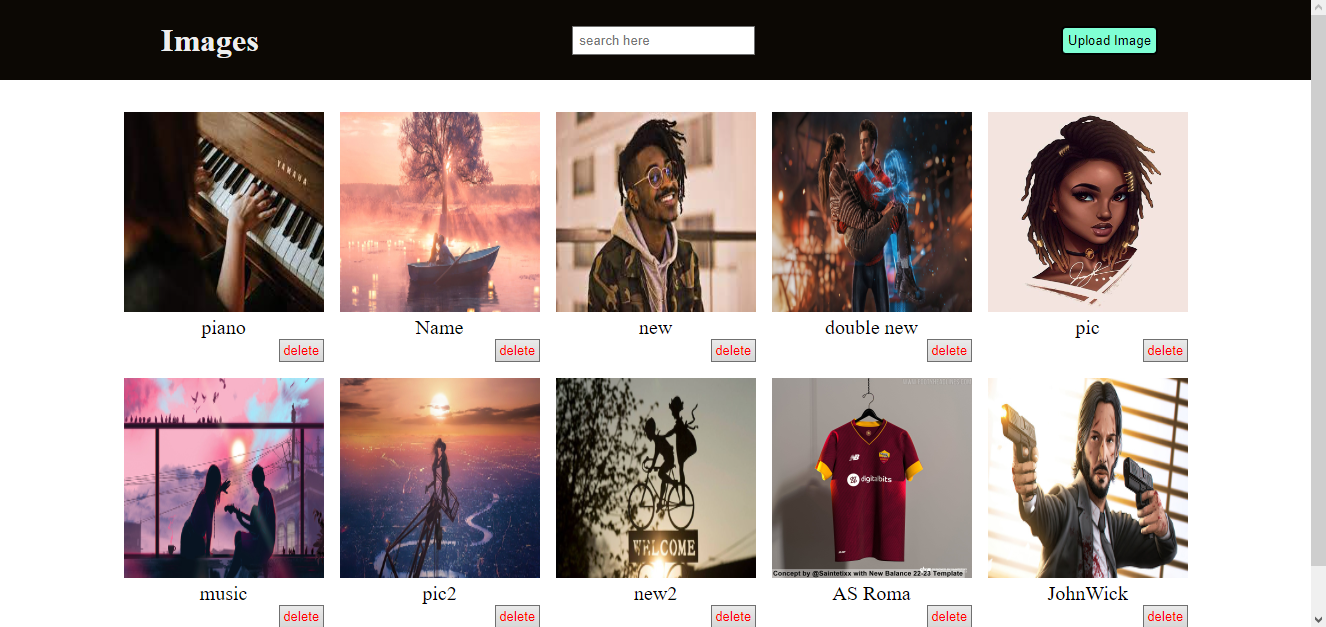 Images
search here
Upload Image
YAMAHA
piano
Name
new
double new
pic
delete
delete
delete
delete
delete
WELCOME
NB
digitalbits
Concept by @Saintetixx with New Balance 22-23 Template
music
pic2
new2
AS Roma
JohnWick
delete
delete
delete
delete
delete